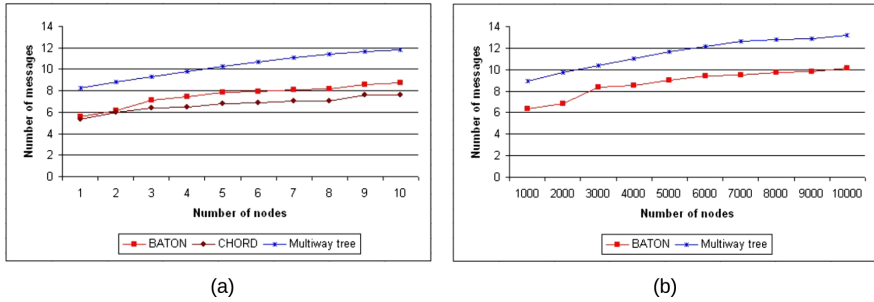 14
12
10
8
6
4
2
0
Number of messages
1 2 3 4 5 6 7 8 9 10
Number of nodes
BATON CHORD Multiway tree
(a)
14
12
10
8
6
4
2
0
Number of messages
1000 2000 3000 4000 5000 6000 7000 8000 9000 10000
Number of nodes
BATON Multiway tree
(b)